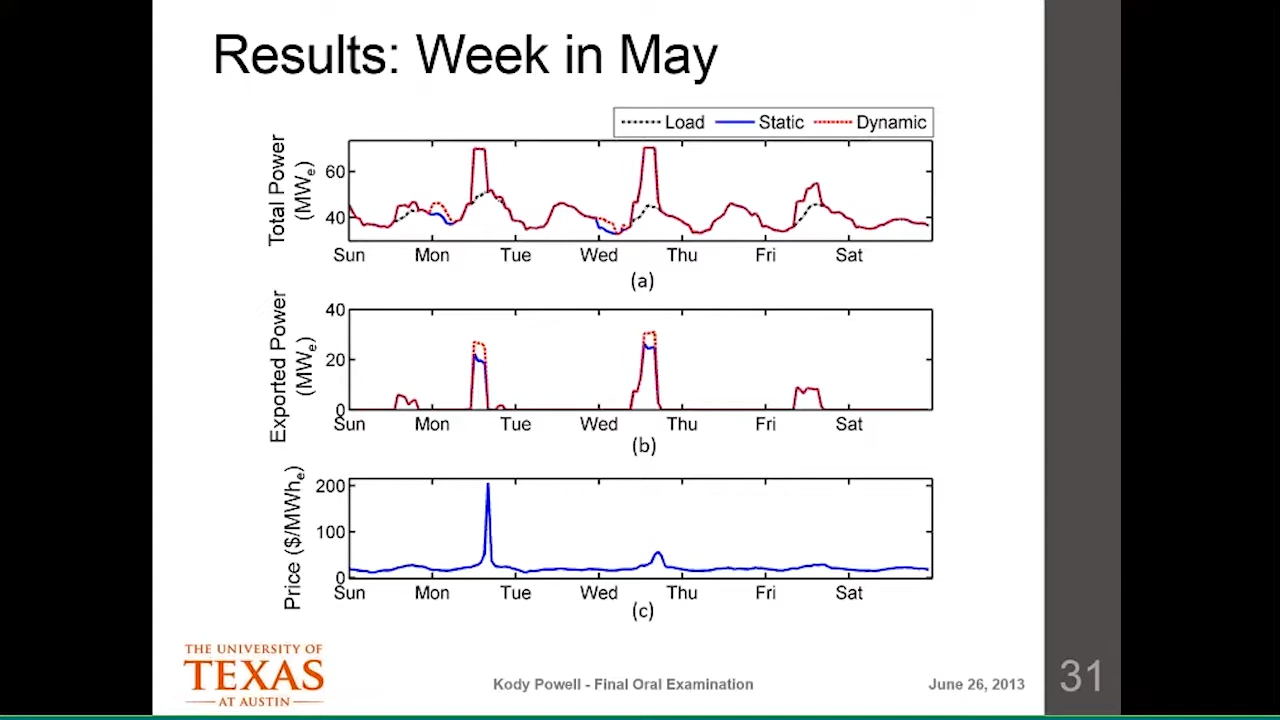 Results: Week in May
Load Static Dynamic
Total Power
(MWe)
60
40
Sun Mon Tue Wed Thu Fri Sat
(a)
Exported Power
(MWe)
40
20
0
Sun Mon Tue Wed Thu Fri Sat
(b)
Price ($/MWhe)
200
100
0
Sun Mon Tue Wed Thu Fri Sat
(c)
THE UNIVERSITY OF
TEXAS
AT AUSTIN
Kody Powell - Final Oral Examination
June 26, 2013
31